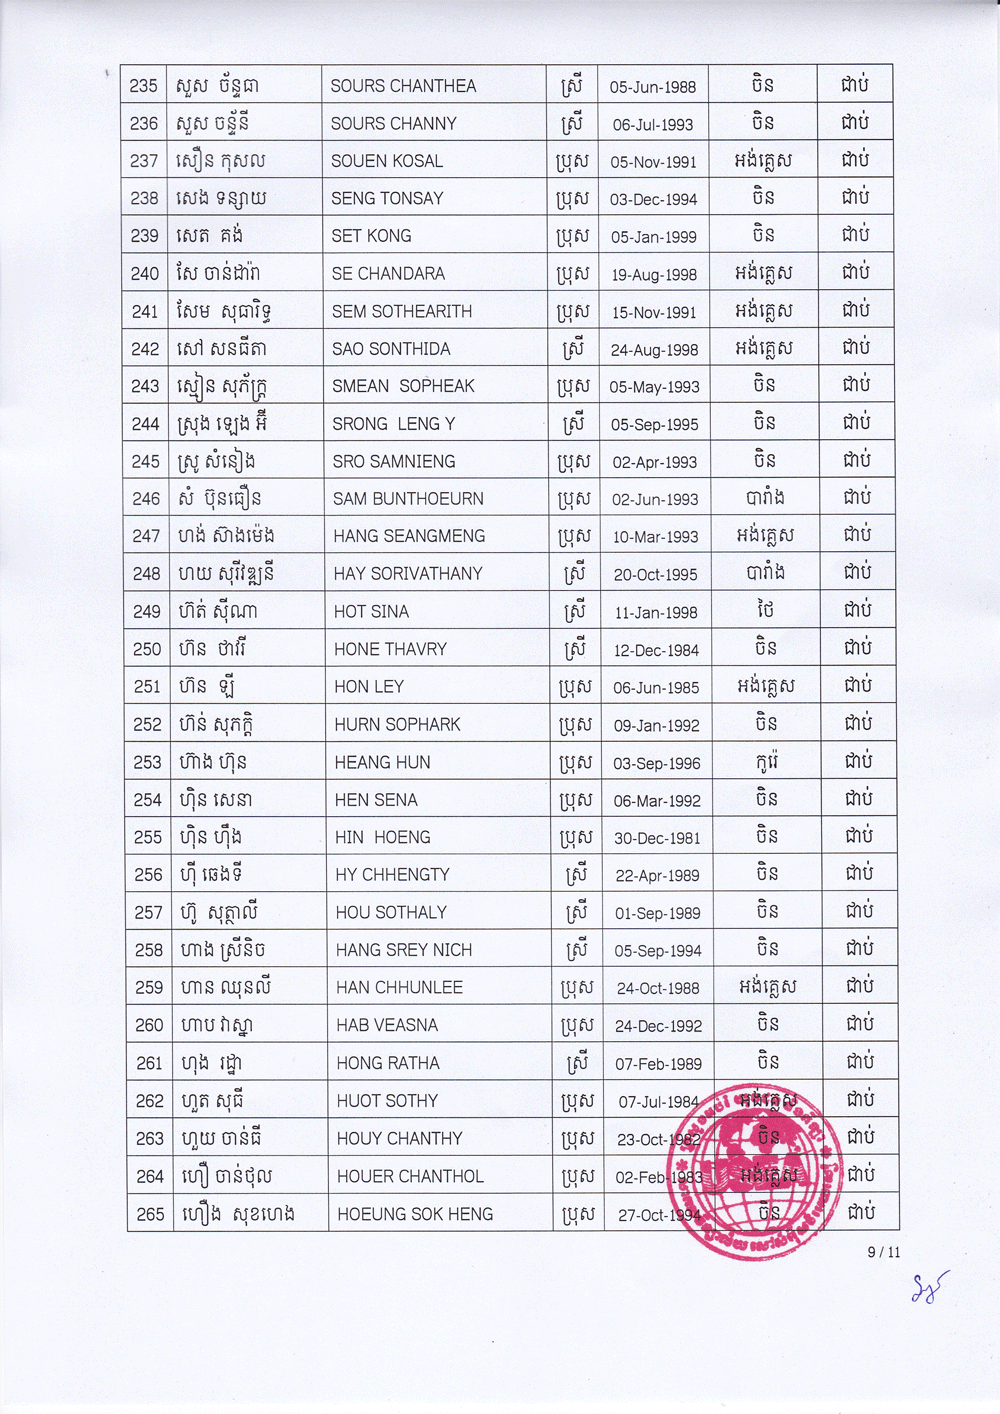 235 សួស ច័ន្ទធា SOURS CHANTHEA ស្រី 05-Jun-1988 ចិន ជាប់
236 សួស ចន្ទ័នី SOURS CHANNY ស្រី 06-Jul-1993 ចិន ជាប់
237 សឿន កុសល SOUEN KOSAL ប្រុស 05-Nov-1991 អង់គ្លេស ជាប់
238 សេង ទន្សាយ SENG TONSAY ប្រុស 03-Dec-1994 ចិន ជាប់
239 សេត គង់ SET KONG ប្រុស 05-Jan-1999 ចិន ជាប់
240 សែ ចាន់ដារ៉ា SE CHANDARA ប្រុស 19-Aug-1998 អង់គ្លេស ជាប់
241 សែម សុធារិទ្ធ SEM SOTHEARITH ប្រុស 15-Nov-1991 អង់គ្លេស ជាប់
242 សៅ សនធីតា SAO SONTHIDA ស្រី 24-Aug-1998 អង់គ្លេស ជាប់
243 ស្មៀន សុភ័ក្ត្រ SMEAN SOPHEAK ប្រុស 05-May-1993 ចិន ជាប់
244 ស្រុង ឡេង អ៊ី SRONG LENG Y ស្រី 05-Sep-1995 ចិន ជាប់
245 ស្រូ សំនៀង SRO SAMNIENG ប្រុស 02-Apr-1993 ចិន ជាប់
246 សំ ប៊ុនធឿន SAM BUNTHOEURN ប្រុស 02-Jun-1993 បារាំង ជាប់
247 ហង់ ស៊ាងម៉េង HANG SEANGMENG ប្រុស 10-Mar-1993 អង់គ្លេស ជាប់
248 ហយ សុរីវឌ្ឍនី HAY SORIVATHANY ស្រី 20-Oct-1995 បារាំង ជាប់
249 ហ៊ត់ ស៊ីណា HOT SINA ស្រី 11-Jan-1998 ថៃ ជាប់
250 ហ៊ន ថាវរី HONE THAVRY ស្រី 12-Dec-1984 ចិន ជាប់
251 ហ៊ន ឡី HON LEY ប្រុស 06-Jun-1985 អង់គ្លេស ជាប់
252 ហ៊ន់ សុភក្តិ HURN SOPHARK ប្រុស 09-Jan-1992 ចិន ជាប់
253 ហ៊ាង ហ៊ុន HEANG HUN ប្រុស 03-Sep-1996 កូរ៉េ ជាប់
254 ហ៊ិន សេនា HEN SENA ប្រុស 06-Mar-1992 ចិន ជាប់
255 ហ៊ិន ហ៊ឹង HIN HOENG ប្រុស 30-Dec-1981 ចិន ជាប់
256 ហ៊ី ឆេងទី HY CHHENGTY ស្រី 22-Apr-1989 ចិន ជាប់
257 ហ៊ូ សុត្ថាលី HOU SOTHALY ស្រី 01-Sep-1989 ចិន ជាប់
258 ហាង ស្រីនិច HANG SREY NICH ស្រី 05-Sep-1994 ចិន ជាប់
259 ហាន ឈុនលី HAN CHHUNLEE ប្រុស 24-Oct-1988 អង់គ្លេស ជាប់
260 ហាប វាស្នា HAB VEASNA ប្រុស 24-Dec-1992 ចិន ជាប់
261 ហុង រដ្ឋា HONG RATHA ស្រី 07-Feb-1989 ចិន ជាប់
262 ហួត សុធី HUOT SOTHY ប្រុស 07-Jul-1984 អង់គ្លេស ជាប់
263 ហួយ ចាន់ធី HOUY CHANTHY ប្រុស 23-Oct-1982 ចិន ជាប់
264 ហឿ ចាន់ថុល HOUER CHANTHOL ប្រុស 02-Feb-1983 អង់គ្លេស ជាប់
265 ហឿង សុខហេង HOEUNG SOK HENG ប្រុស 27-Oct-1994 ចិន ជាប់
9 / 11